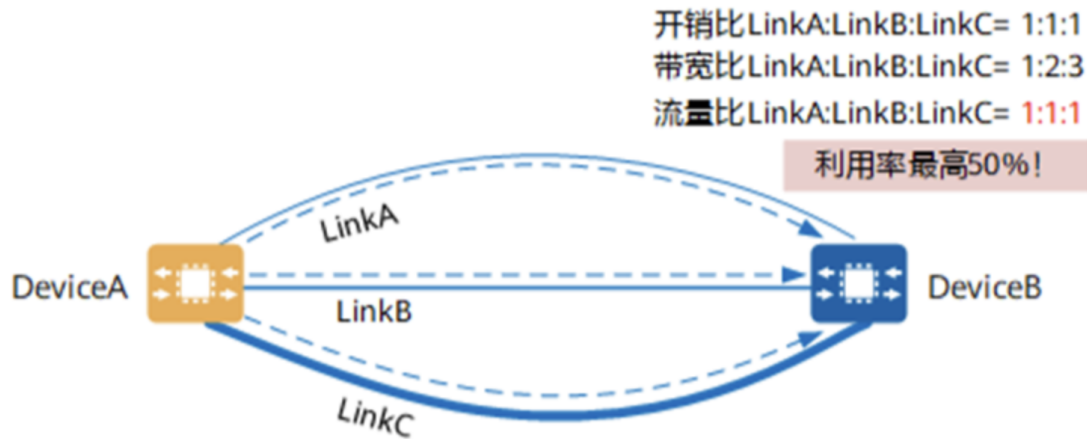 开销比LinkA:LinkB:LinkC= 1:1:1
带宽比LinkA:LinkB:LinkC= 1:2:3
流量比LinkA:LinkB:LinkC= 1:1:1
利用率最高50%!
LinkA
DeviceA
DeviceB
LinkB
LinkC